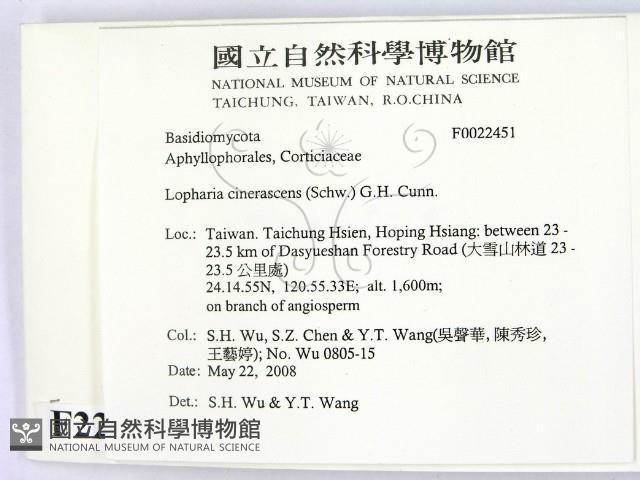 國立自然科學博物館
NATIONAL MUSEUM OF NATURAL SCIENCE
TAICHUNG, TAIWAN, R.O.CHINA
Basidiomycota F0022451
Aphyllophorales, Corticiaceae
Lopharia cinerascens (Schw.) G.H. Cunn.
Loc.: Taiwan. Taichung Hsien, Hoping Hsiang: between 23 -
23.5 km of Dasyueshan Forestry Road (大雪山林道 23 -
23.5 公里處)
24.14.55N, 120.55.33E; alt. 1,600m;
on branch of angiosperm
Col.: S.H. Wu, S.Z. Chen & Y.T. Wang(吳聲華, 陳秀珍,
王藝婷); No. Wu 0805-15
Date: May 22, 2008
Det.: S.H. Wu & Y.T. Wang
F22
國立自然科學博物館
NATIONAL MUSEUM OF NATURAL SCIENCE